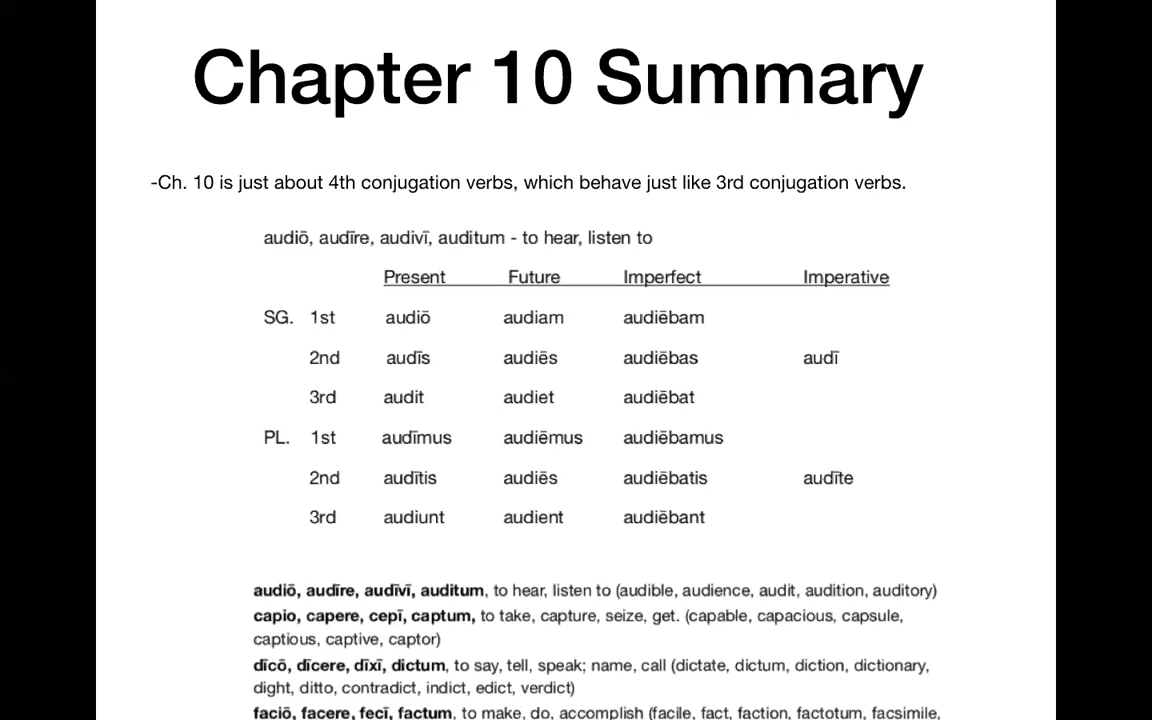 Chapter 10 Summary
-Ch. 10 is just about 4th conjugation verbs, which behave just like 3rd conjugation verbs.
audiō, audīre, audivī, auditum - to hear, listen to
Present Future Imperfect Imperative
SG. 1st audiō audiam audiēbam
2nd audīs audiēs audiēbas audī
3rd audit audiet audiēbat
PL. 1st audīmus audiēmus audiēbamus
2nd audītis audiēs audiēbatis audīte
3rd audiunt audient audiēbant
audiō, audīre, audīvī, auditum, to hear, listen to (audible, audience, audit, audition, auditory)
capio, capere, cepī, captum, to take, capture, seize, get. (capable, capacious, capsule,
captious, captive, captor)
dīcō, dīcere, dīxī, dictum, to say, tell, speak; name, call (dictate, dictum, diction, dictionary,
dight, ditto, contradict, indict, edict, verdict)
faciō, facere, fecī, factum, to make, do, accomplish (facile, fact, faction, factotum, facsimile,